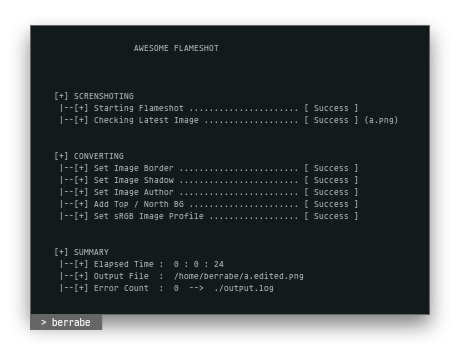 AWESOME FLAMESHOT
[+] SCRENSHOTING
|--[+] Starting Flameshot ...................... [ Success ]
|--[+] Checking Latest Image ................... [ Success ] (a.png)
[+] CONVERTING
|--[+] Set Image Border ........................ [ Success ]
|--[+] Set Image Shadow ........................ [ Success ]
|--[+] Set Image Author ........................ [ Success ]
|--[+] Add Top / North BG ...................... [ Success ]
|--[+] Set sRGB Image Profile .................. [ Success ]
[+] SUMMARY
|--[+] Elapsed Time :  0 : 0 : 24
|--[+] Output File  :  /home/berrabe/a.edited.png
|--[+] Error Count  :  0  -->  ./output.log
> berrabe